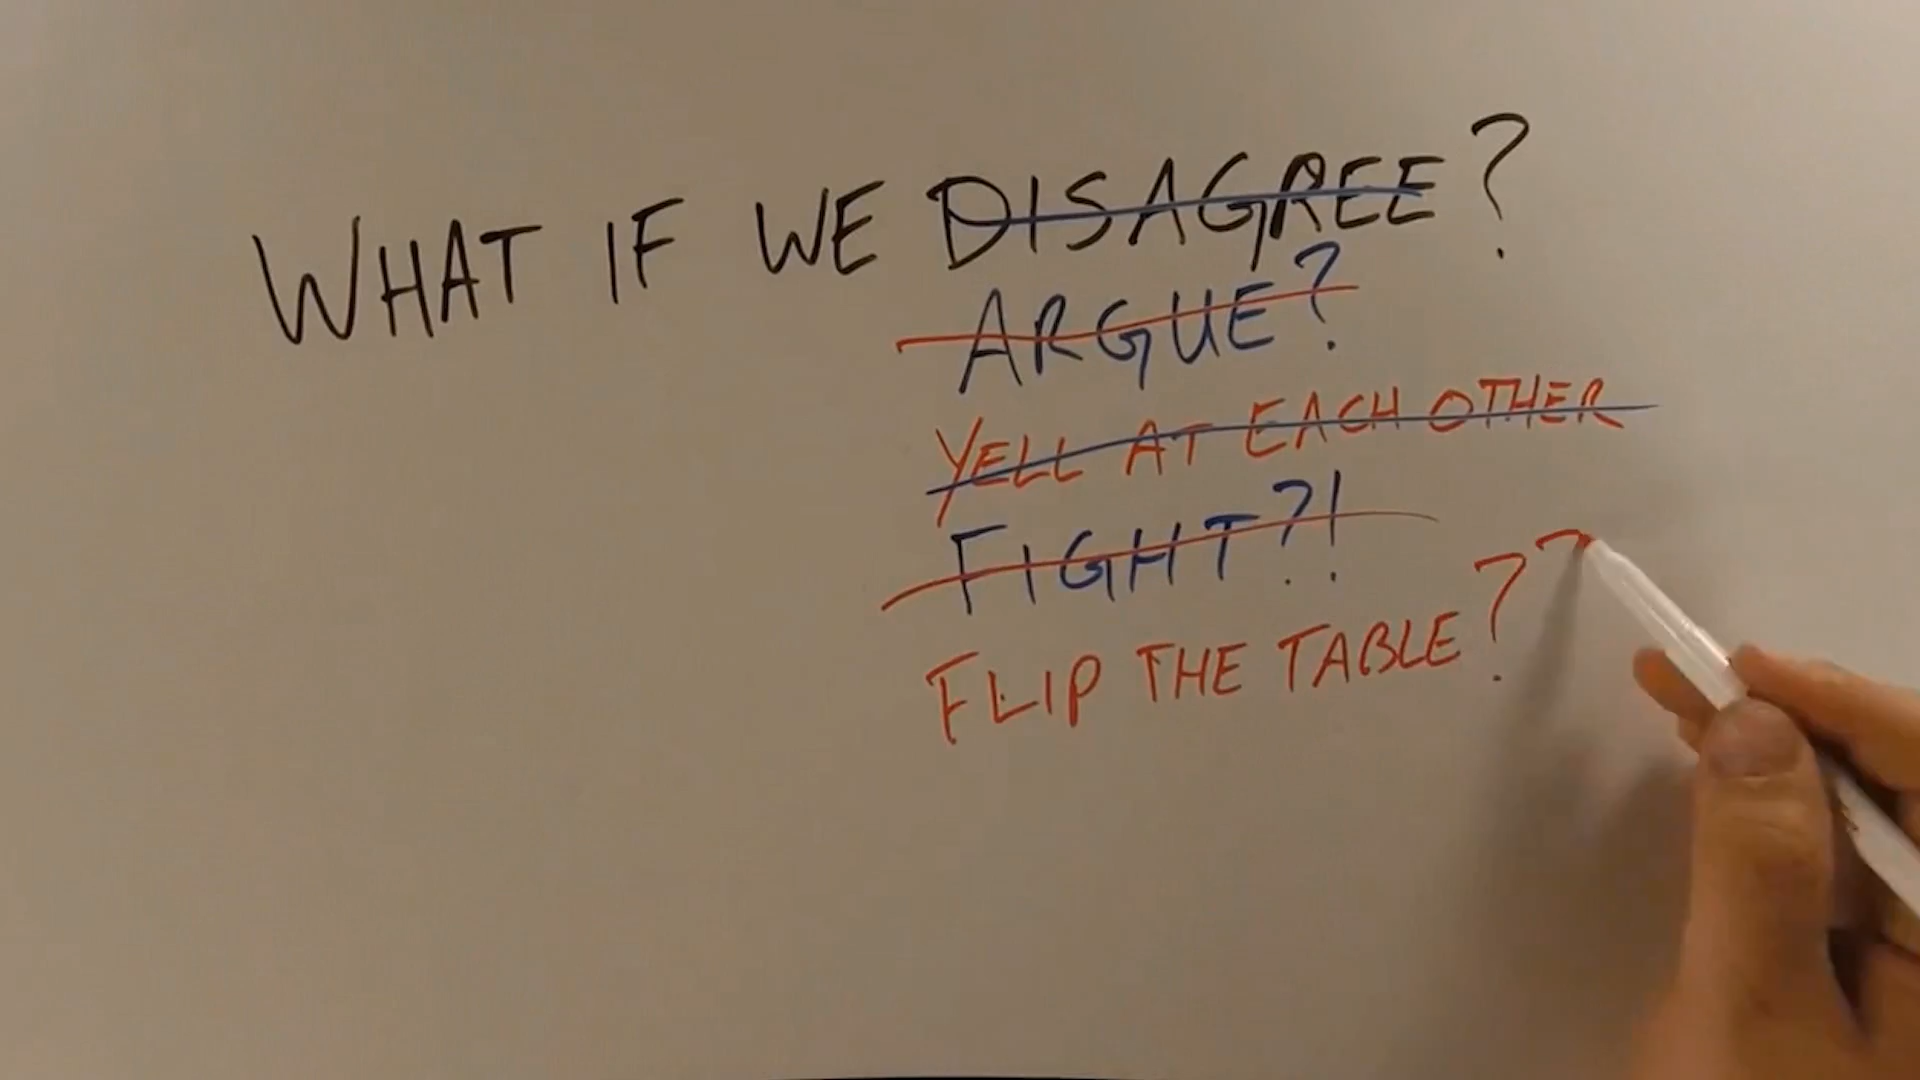 WHAT IF WE DISAGREE?
ARGUE?
YELL AT EACH OTHER
FIGHT?!
FLIP THE TABLE??